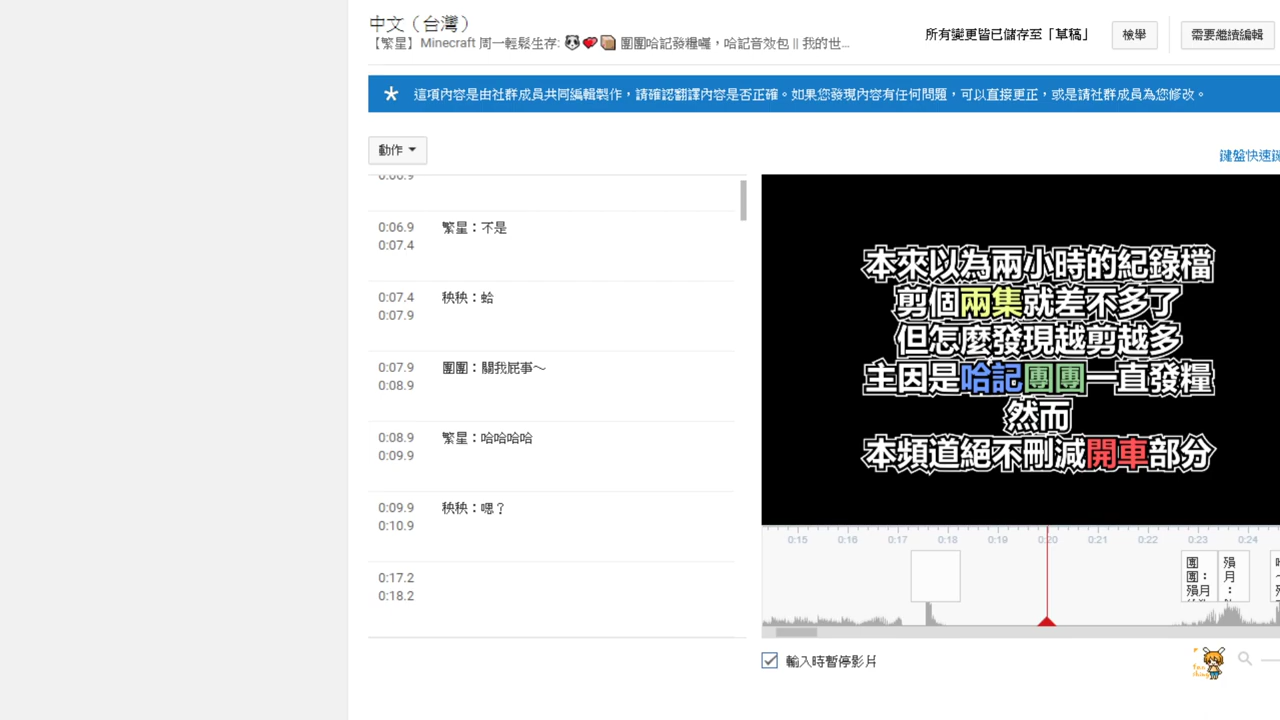 中文（台灣）
【繁星】Minecraft 周一輕鬆生存: 🐼❤️📦 團團哈記發糧囉，哈記音效包 || 我的世...
所有變更皆已儲存至「草稿」
檢舉
需要繼續編輯
* 這項內容是由社群成員共同編輯製作，請確認翻譯內容是否正確。如果您發現內容有任何問題，可以直接更正，或是請社群成員為您修改。
動作
鍵盤快速鍵
0:06.9
0:06.9 繁星：不是
0:07.4
0:07.4 秧秧：蛤
0:07.9
0:07.9 團團：關我屁事～
0:08.9
0:08.9 繁星：哈哈哈哈
0:09.9
0:09.9 秧秧：嗯？
0:10.9
0:17.2
0:18.2
本來以為兩小時的紀錄檔
剪個兩集就差不多了
但怎麼發現越剪越多
主因是哈記團團一直發糧
然而
本頻道絕不刪減開車部分
0:15 0:16 0:17 0:18 0:19 0:20 0:21 0:22 0:23 0:24
團
團：
殞月
殞
月
：
輸入時暫停影片